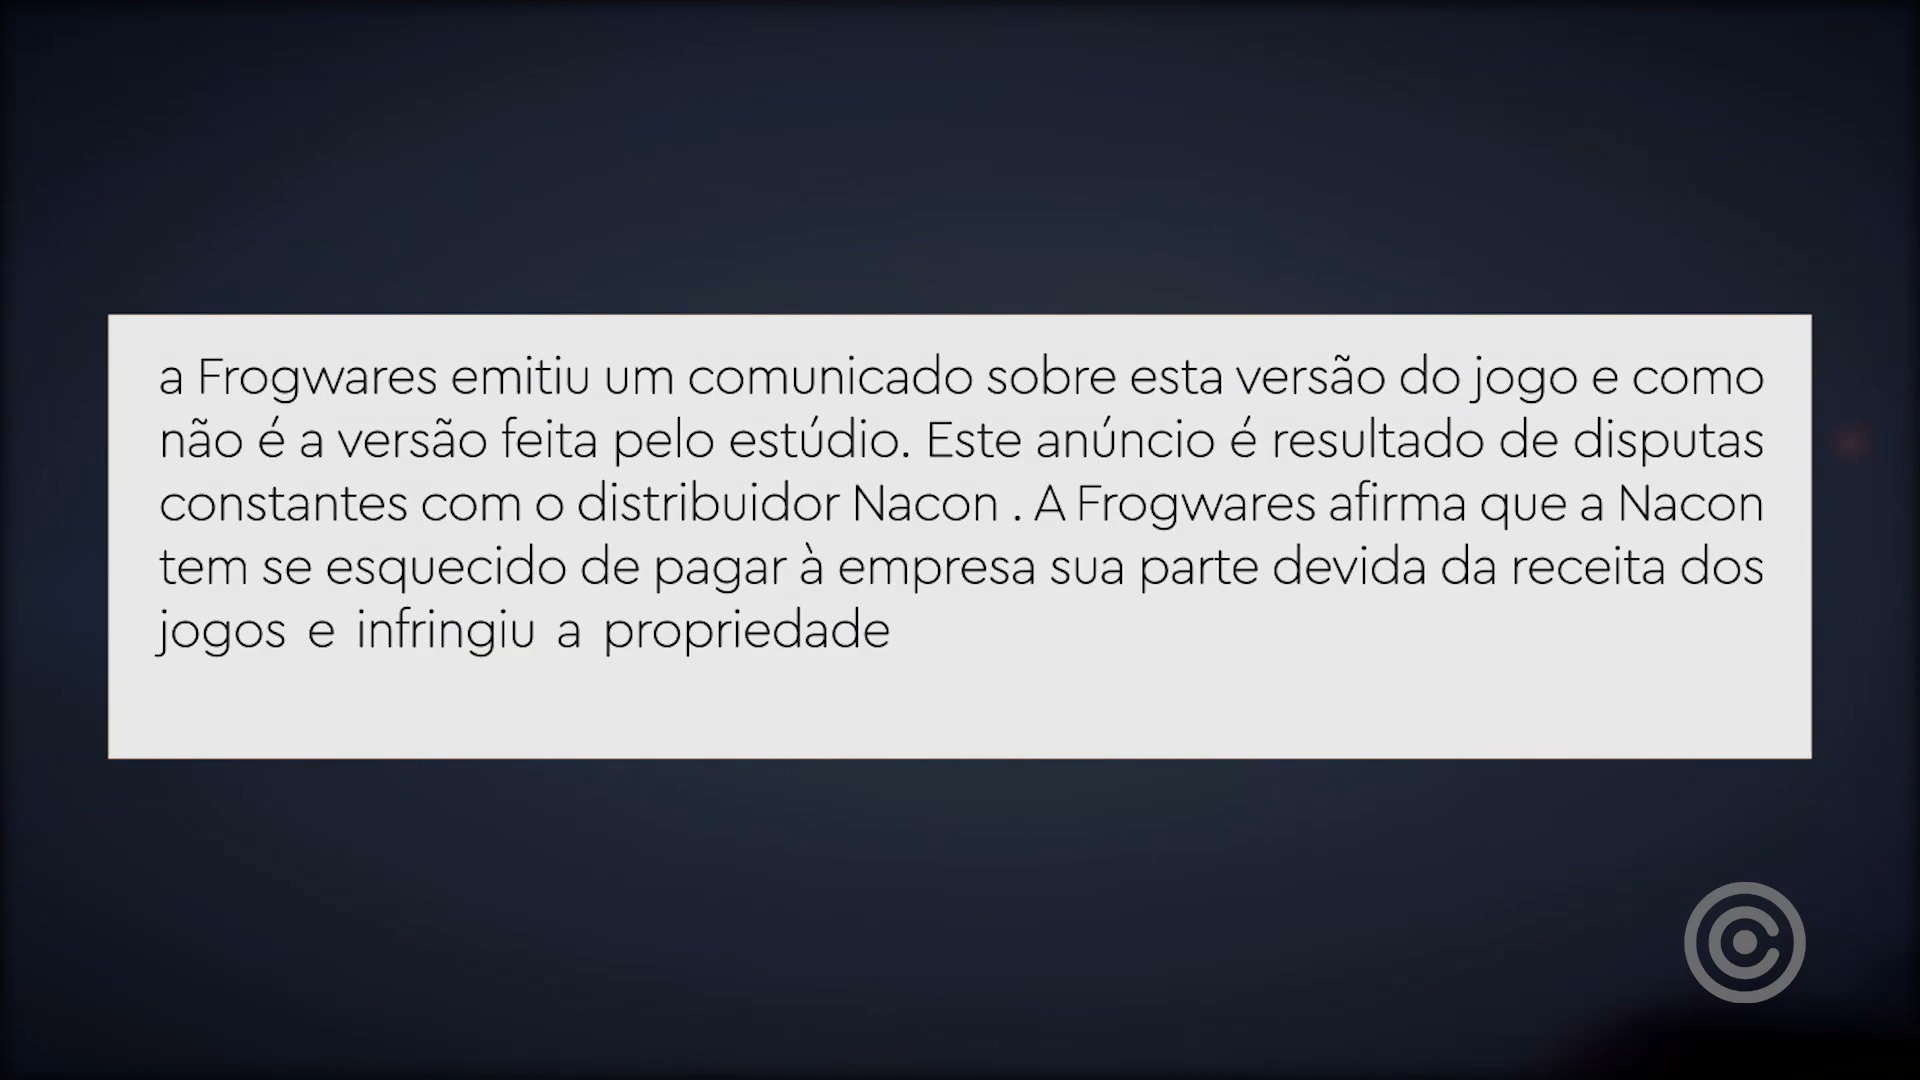 a Frogwares emitiu um comunicado sobre esta versão do jogo e como
não é a versão feita pelo estúdio. Este anúncio é resultado de disputas
constantes com o distribuidor Nacon . A Frogwares afirma que a Nacon
tem se esquecido de pagar à empresa sua parte devida da receita dos
jogos e infringiu a propriedade